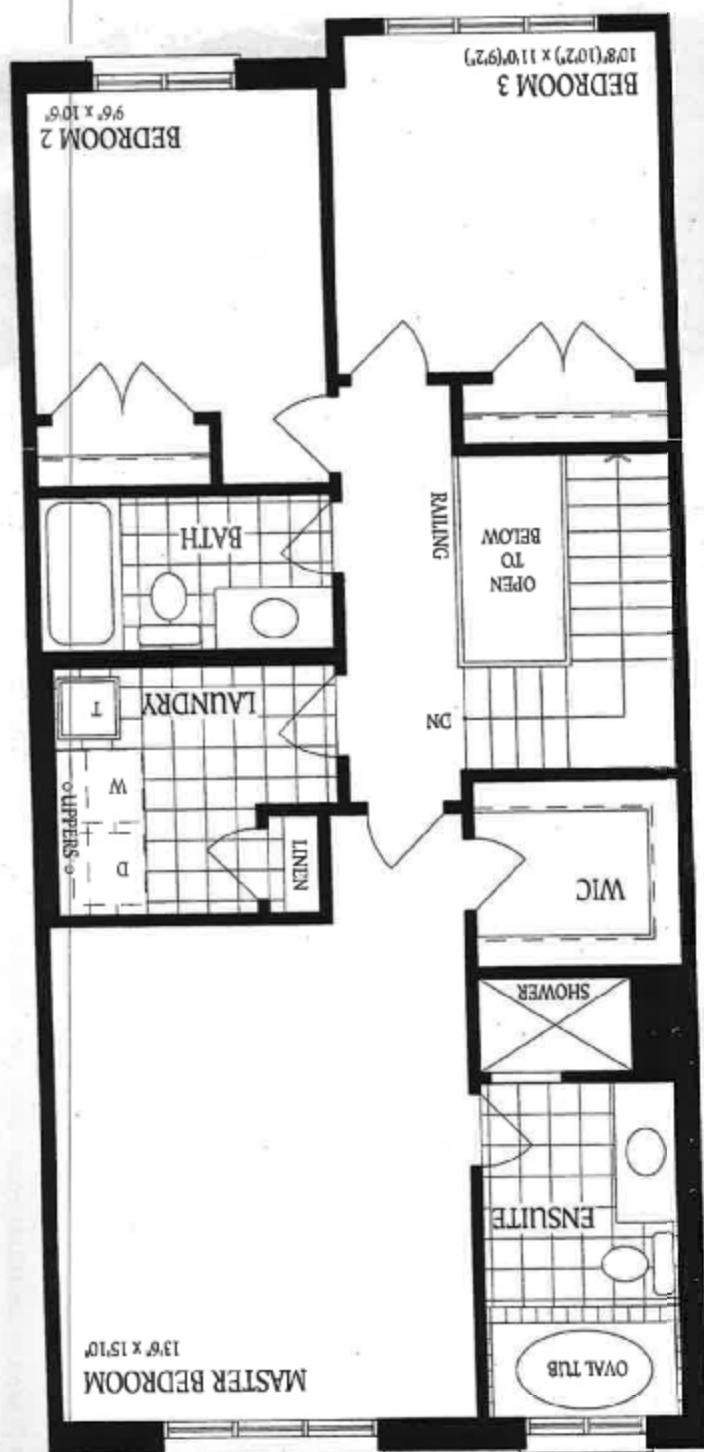 MASTER BEDROOM
13'6" x 15'10"
OVAL TUB
ENSUITE
SHOWER
WIC
LINEN
D
W
UPPERS
LAUNDRY
T
DN
OPEN
TO
BELOW
RAILING
BATH
BEDROOM 2
9'6" x 10'6"
BEDROOM 3
10'8"(10'2") x 11'0"(9'2")